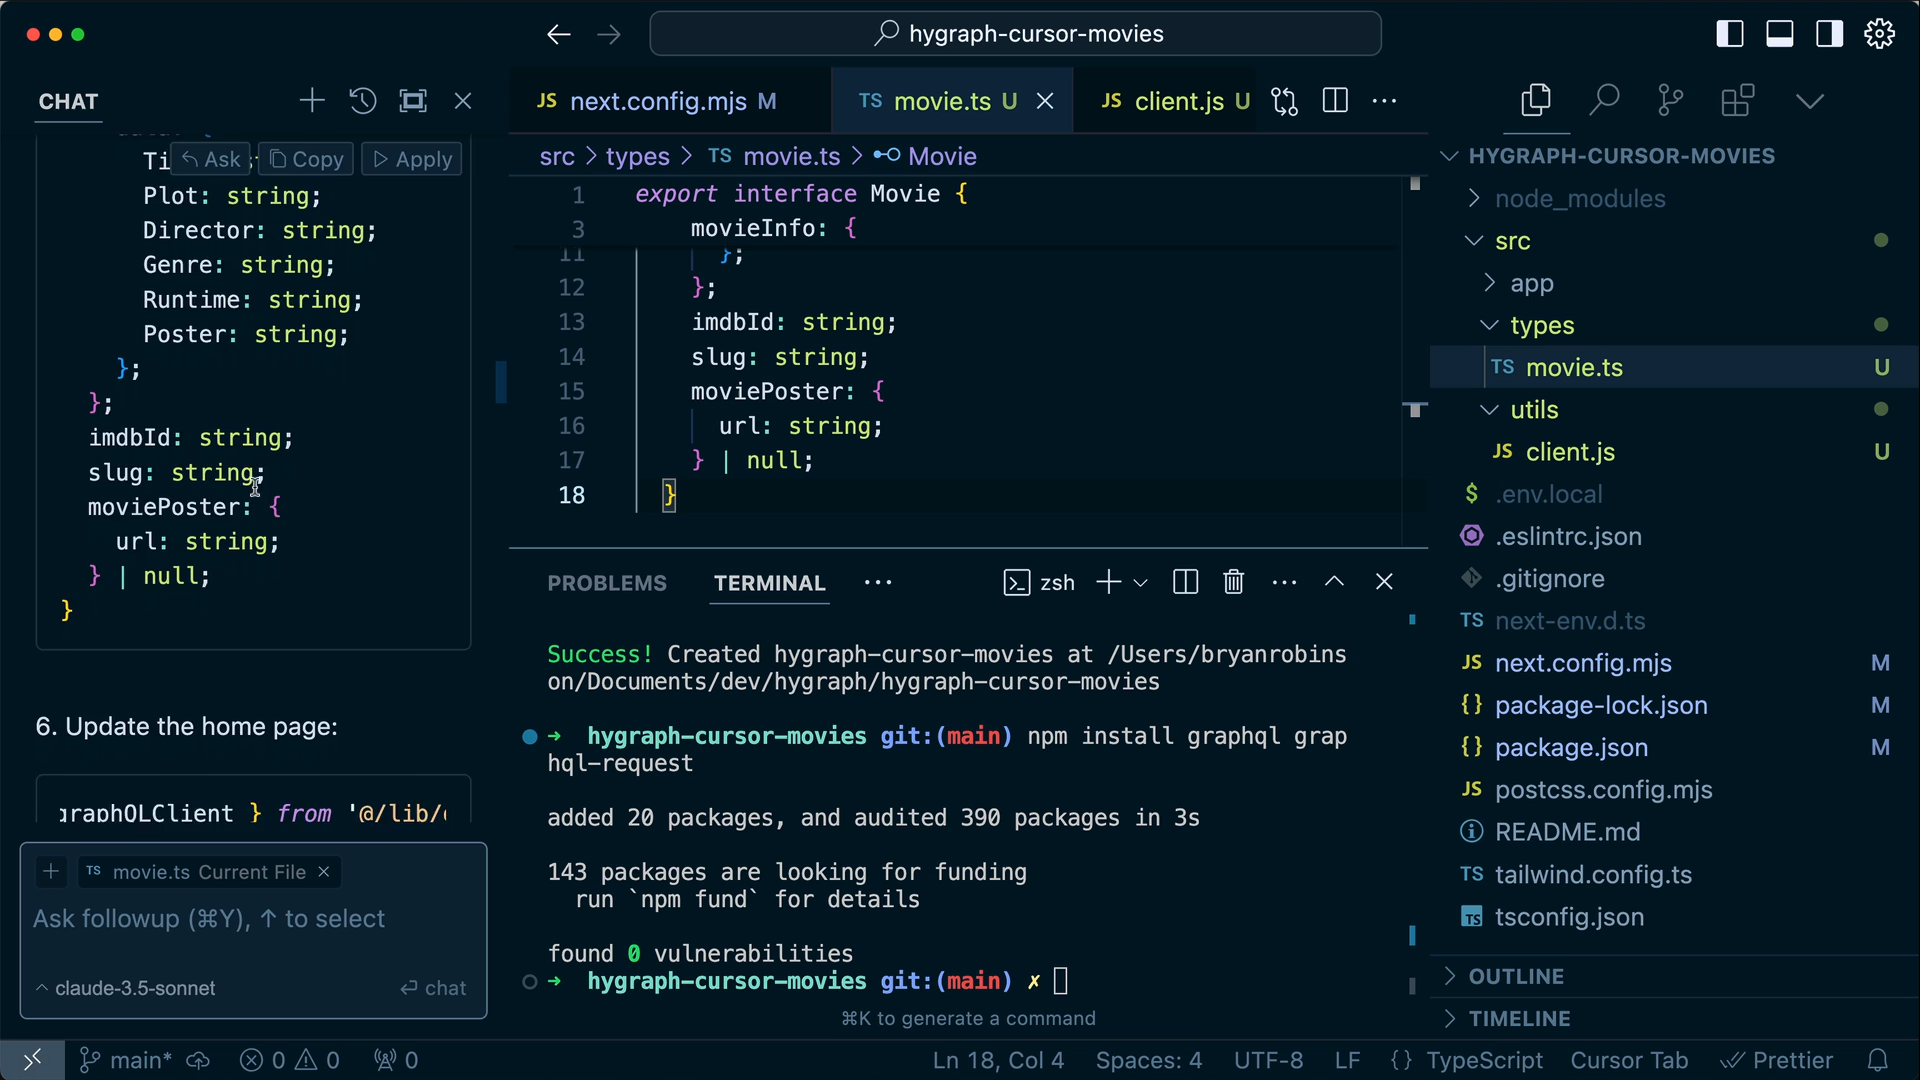 hygraph-cursor-movies
CHAT
Ask
Copy
Apply
Plot: string;
Director: string;
Genre: string;
Runtime: string;
Poster: string;
};
};
imdbId: string;
slug: string;
moviePoster: {
url: string;
} | null;
}
6. Update the home page:
} from '@/lib/
movie.ts Current File
Ask followup (⌘Y), ↑ to select
claude-3.5-sonnet
chat
JS next.config.mjs M
TS movie.ts U
JS client.js U
src > types > TS movie.ts > Movie
1 export interface Movie {
3 movieInfo: {
11 };
12 };
13 imdbId: string;
14 slug: string;
15 moviePoster: {
16 url: string;
17 } | null;
18 }
PROBLEMS TERMINAL ···
zsh
Success! Created hygraph-cursor-movies at /Users/bryanrobins
on/Documents/dev/hygraph/hygraph-cursor-movies
➜ hygraph-cursor-movies git:(main) npm install graphql grap
hql-request
added 20 packages, and audited 390 packages in 3s
143 packages are looking for funding
run `npm fund` for details
found 0 vulnerabilities
➜ hygraph-cursor-movies git:(main) ✗
⌘K to generate a command
HYGRAPH-CURSOR-MOVIES
node_modules
src
app
types
TS movie.ts U
utils
JS client.js U
$ .env.local
.eslintrc.json
.gitignore
TS next-env.d.ts
JS next.config.mjs M
{} package-lock.json M
{} package.json M
JS postcss.config.mjs
README.md
TS tailwind.config.ts
TS tsconfig.json
OUTLINE
TIMELINE
main* 0 0 0
Ln 18, Col 4 Spaces: 4 UTF-8 LF {} TypeScript Cursor Tab Prettier